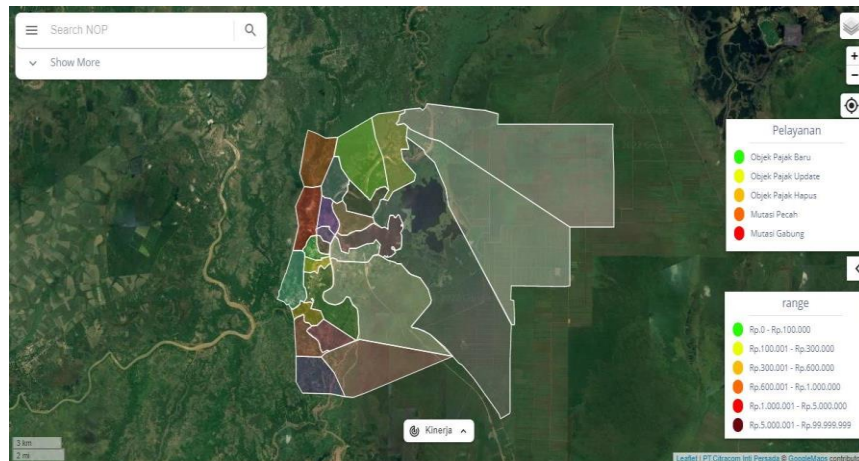 Search NOP
Show More
+
−
Pelayanan
Objek Pajak Baru
Objek Pajak Update
Objek Pajak Hapus
Mutasi Pecah
Mutasi Gabung
range
Rp.0 - Rp.100.000
Rp.100.001 - Rp.300.000
Rp.300.001 - Rp.600.000
Rp.600.001 - Rp.1.000.000
Rp.1.000.001 - Rp.5.000.000
Rp.5.000.001 - Rp.99.999.999
Kinerja
3 km
2 mi
Leaflet | PT Citracom Inti Persada © GoogleMaps contributo